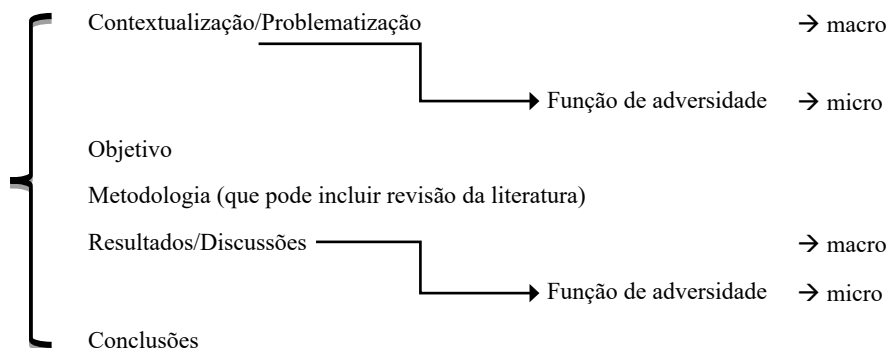 Contextualização/Problematização → macro
Função de adversidade → micro
Objetivo
Metodologia (que pode incluir revisão da literatura)
Resultados/Discussões → macro
Função de adversidade → micro
Conclusões